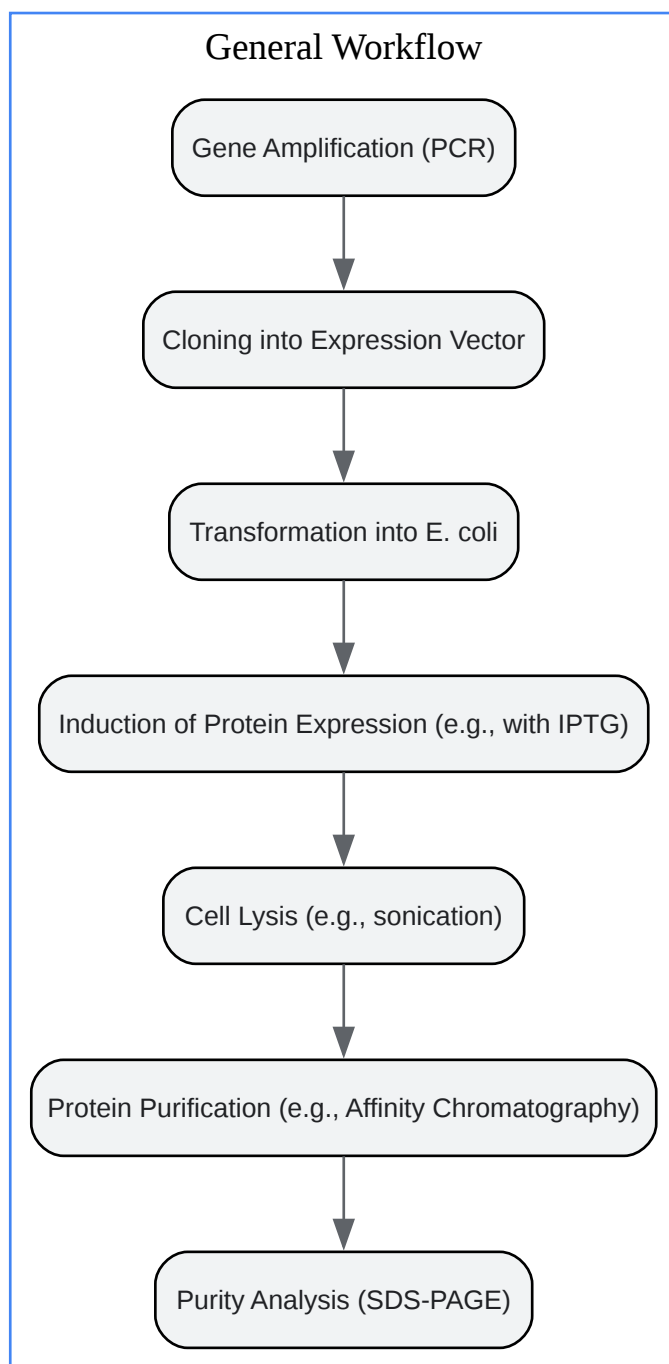 General Workflow
Gene Amplification (PCR)
Cloning into Expression Vector
Transformation into E. coli
Induction of Protein Expression (e.g., with IPTG)
Cell Lysis (e.g., sonication)
Protein Purification (e.g., Affinity Chromatography)
Purity Analysis (SDS-PAGE)